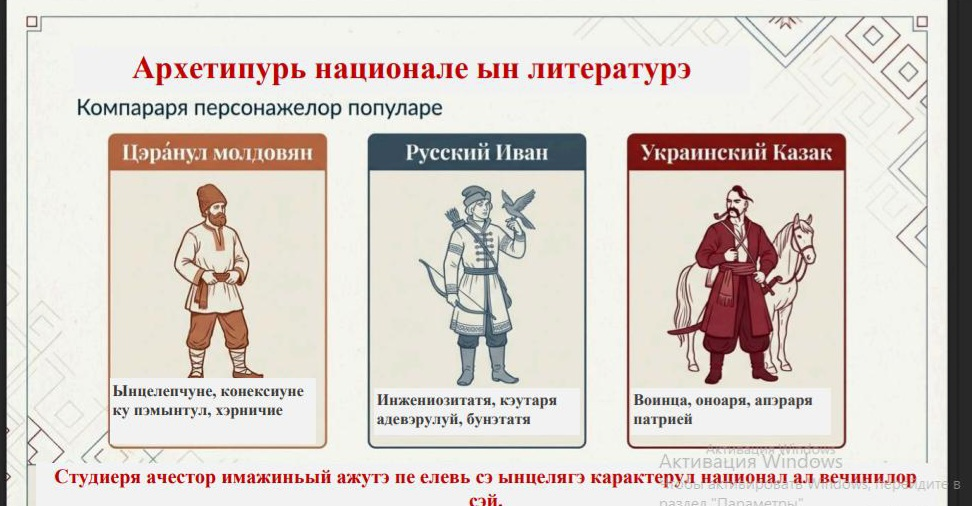 Архетипурь национале ын литературэ
Компараря персонажелор популаре
Цэра́нул молдовян
Русский Иван
Украинский Казак
Ынцелепчуне, конексиуне
ку пэмынтул, хэрничие
Инжениозитатя, кэутаря
адевэрулуй, бунэтатя
Воинца, оноаря, апэраря
патрией
Активация Windows
Активация Windows
Чтобы активировать Windows, перейдите в
раздел "Параметры".
Студиеря ачестор имажиньый ажутэ пе елевь сэ ынцелягэ карактерул национал ал вечинилор
сэй.